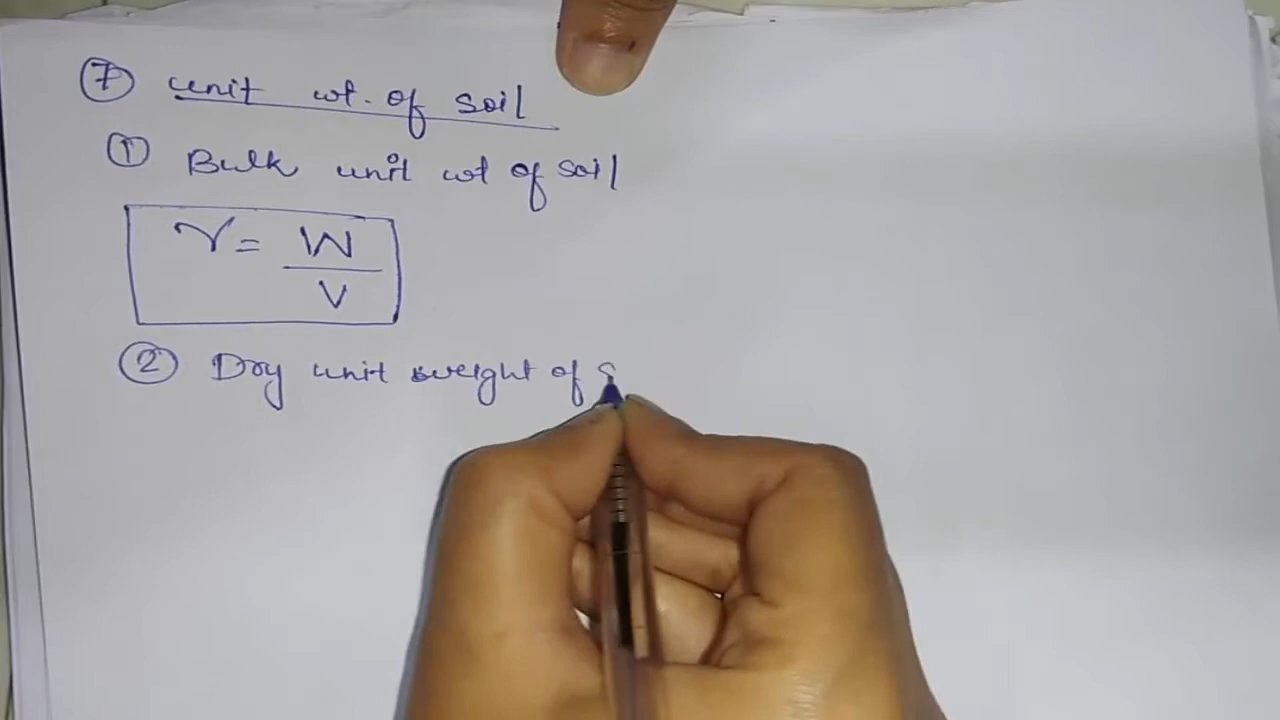 ⑦ unit wt. of soil
① Bulk unit wt of soil
γ = W
V
② Dry unit weight of s